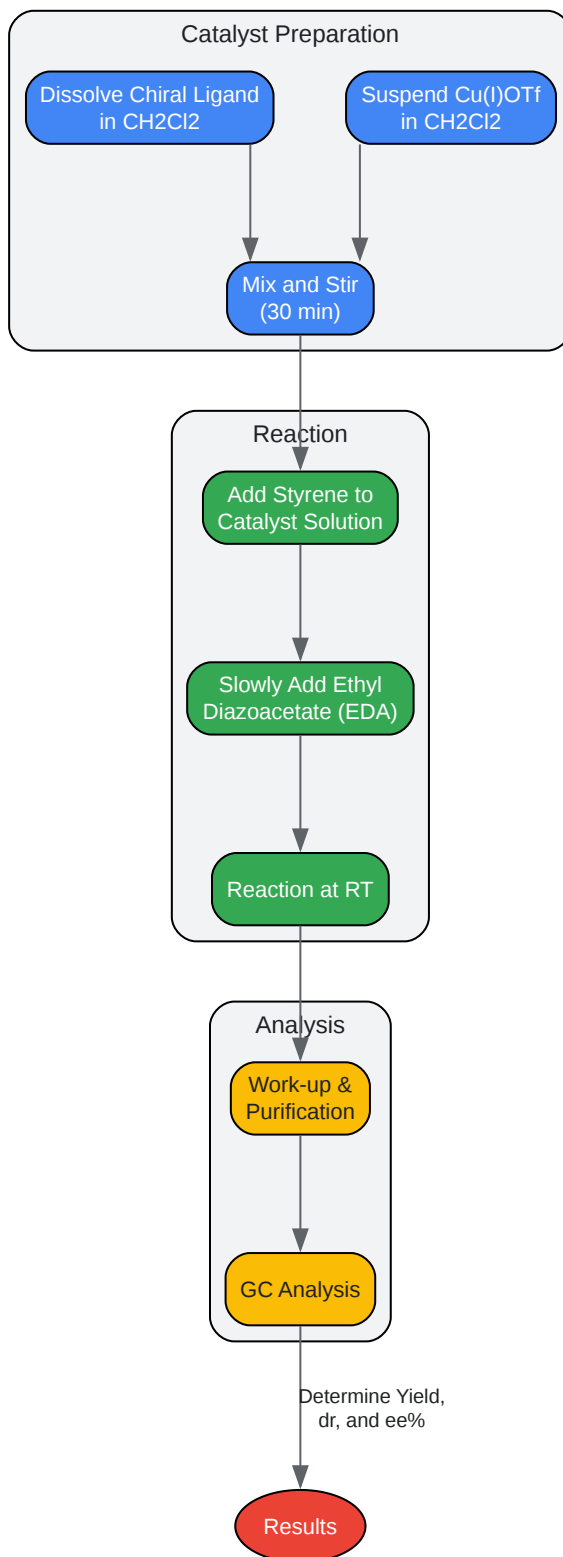 Catalyst Preparation
Dissolve Chiral Ligand
in CH2Cl2
Suspend Cu(I)OTf
in CH2Cl2
Mix and Stir
(30 min)
Reaction
Add Styrene to
Catalyst Solution
Slowly Add Ethyl
Diazoacetate (EDA)
Reaction at RT
Analysis
Work-up &
Purification
GC Analysis
Determine Yield,
dr, and ee%
Results